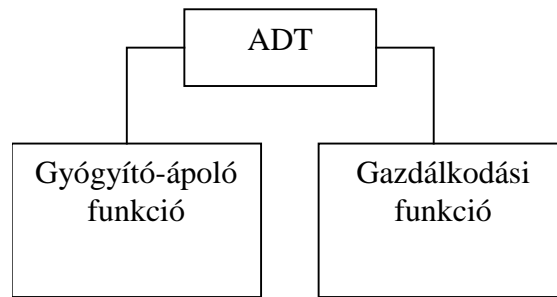 ADT
Gyógyító-ápoló
funkció
Gazdálkodási
funkció